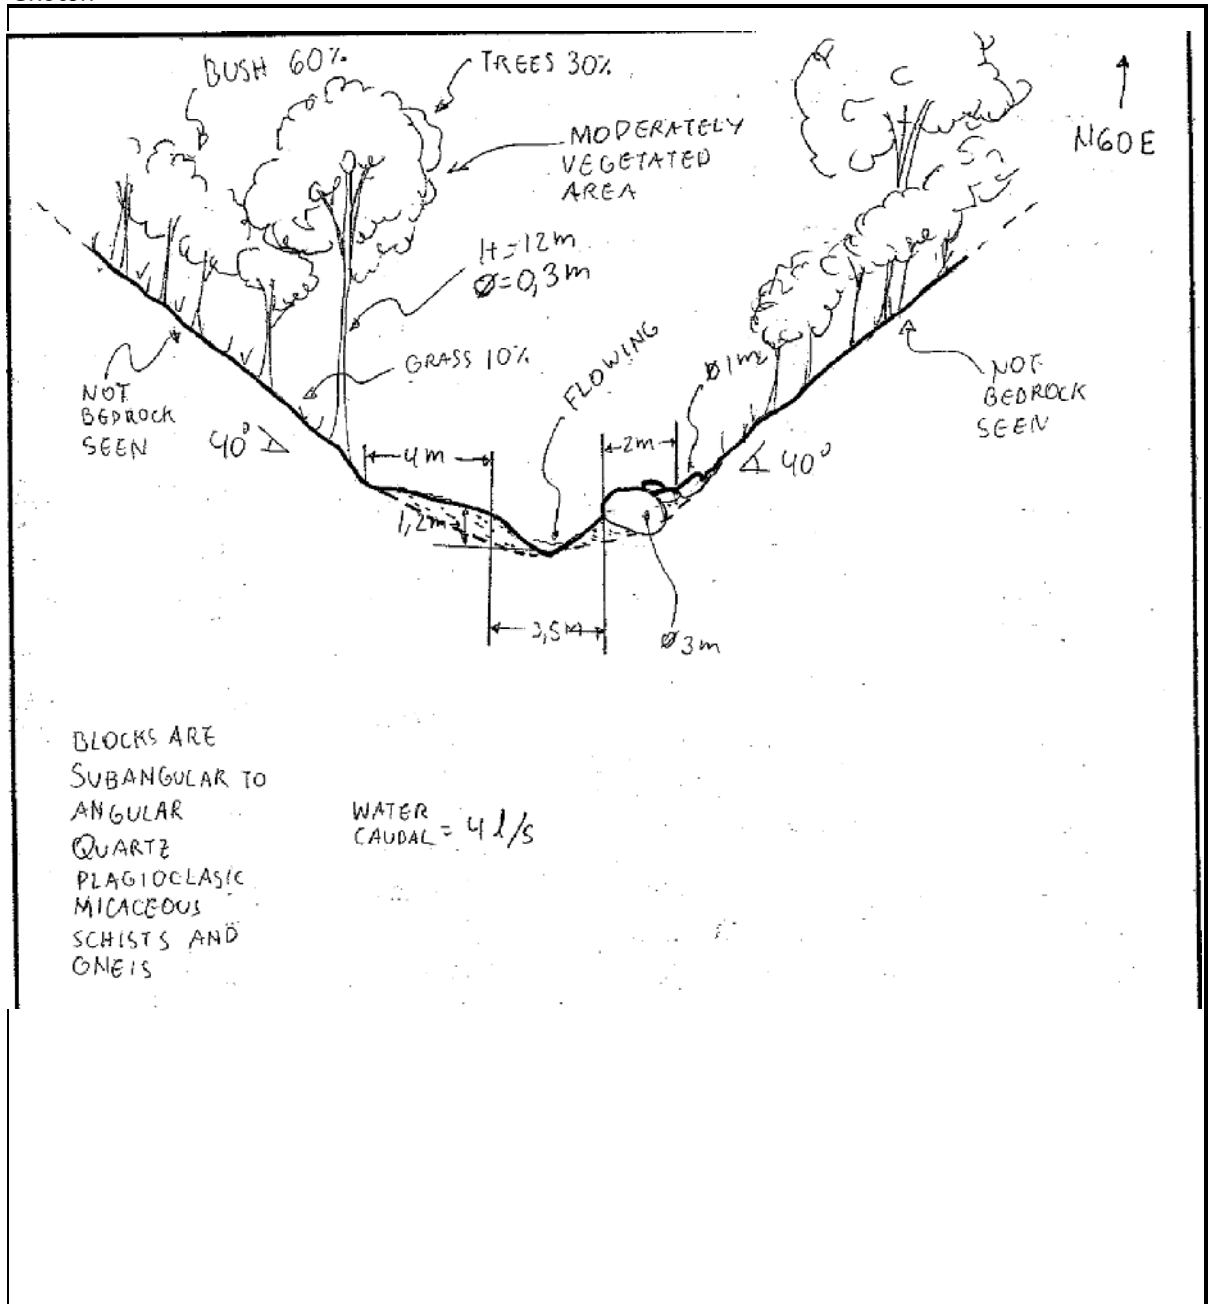 BUSH 60%
TREES 30%
MODERATELY
VEGETATED
AREA
N60E
H=12m
Ø=0,3m
GRASS 10%
FLOWING
Ø1m
NOT
BEDROCK
SEEN
40°
4m
2m
40°
NOT
BEDROCK
SEEN
1,2m
3,5M
Ø3m
BLOCKS ARE
SUBANGULAR TO
ANGULAR
QUARTZ
PLAGIOCLASIC
MICACEOUS
SCHISTS AND
GNEIS
WATER
CAUDAL = 4 l/s